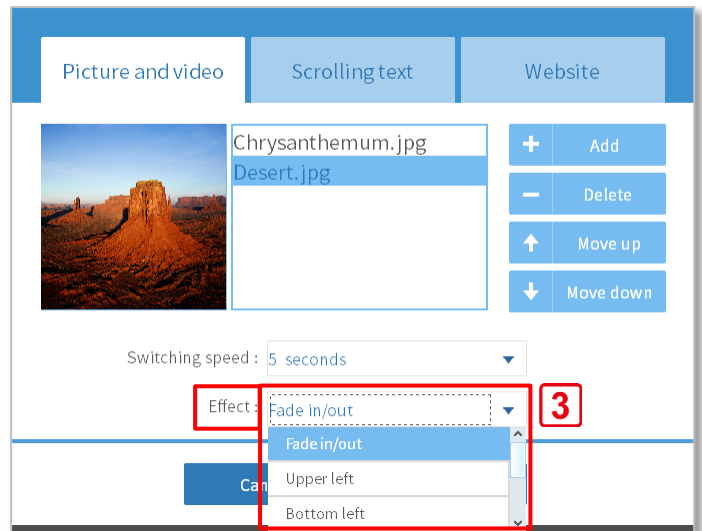 Picture and video
Scrolling text
Website
Chrysanthemum.jpg
Desert.jpg
Add
Delete
Move up
Move down
Switching speed :
5 seconds
Effect :
Fade in/out
3
Fade in/out
Upper left
Bottom left